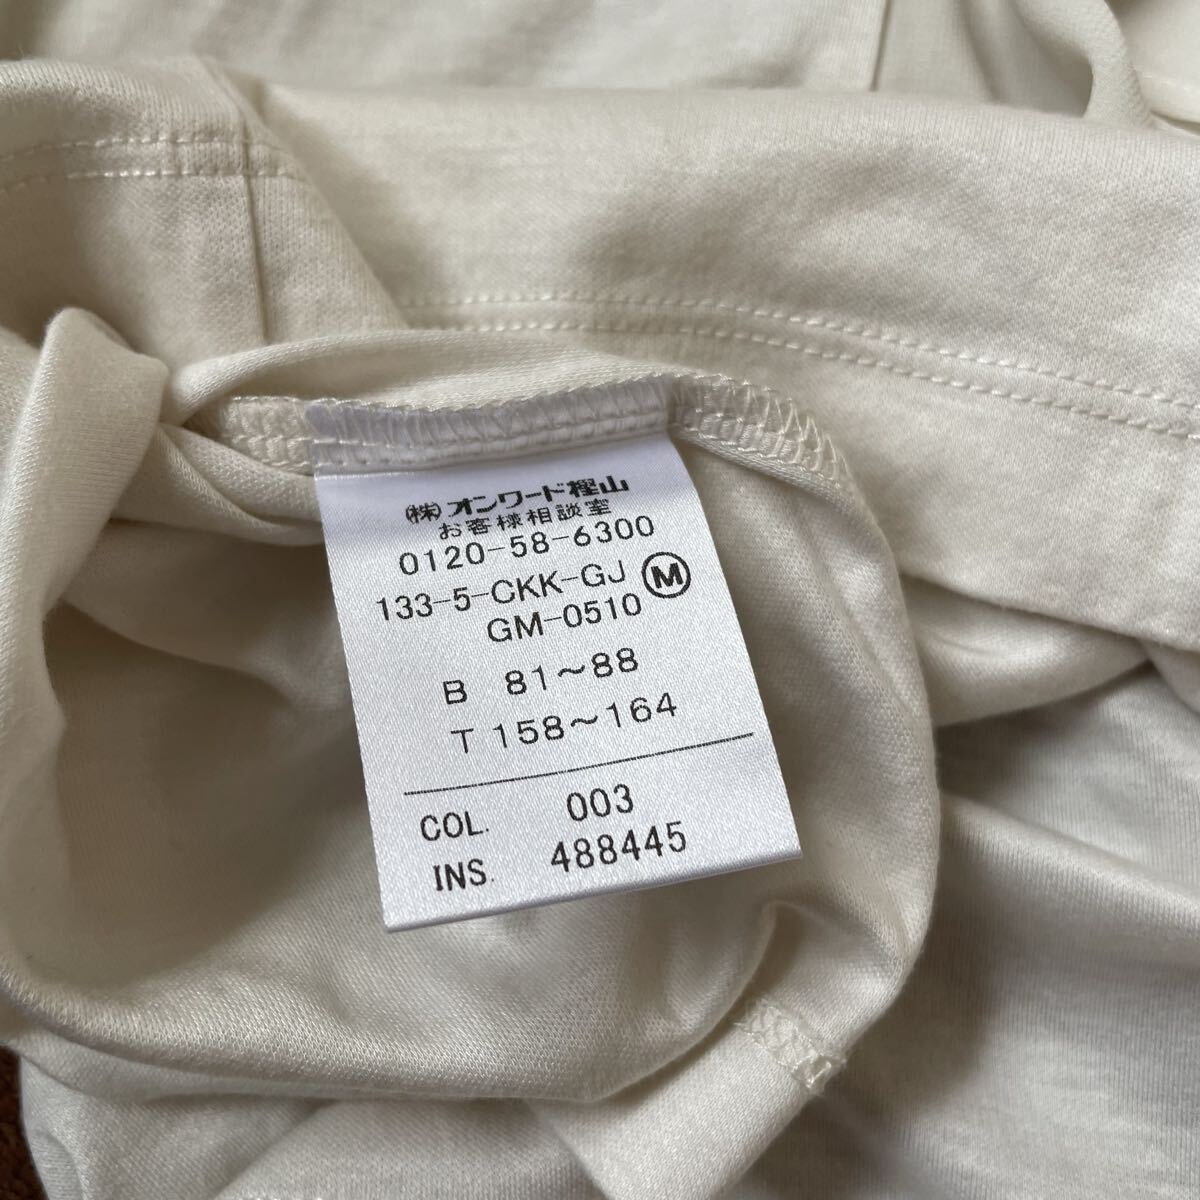 (株)オンワード樫山
お客様相談室
0120-58-6300
133-5-CKK-GJ Ⓜ
GM-0510
B 81〜88
T 158〜164
COL. 003
INS. 488445